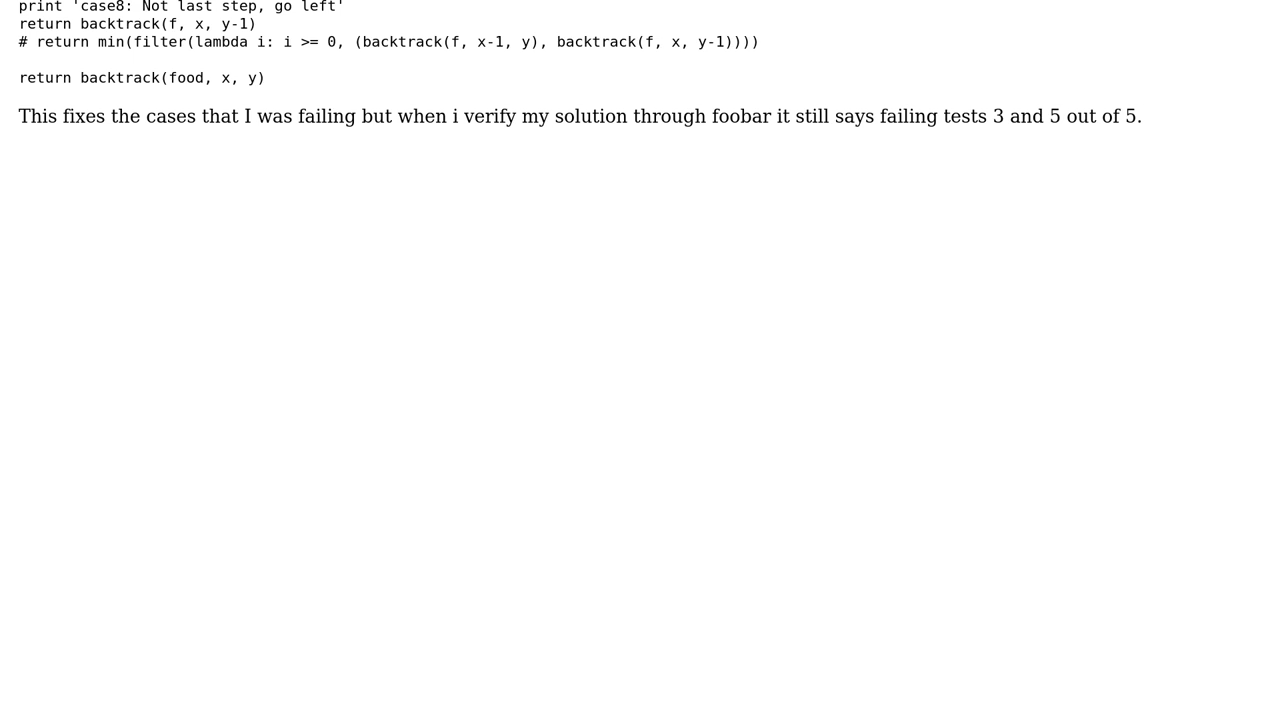 print 'case8: Not last step, go left'
return backtrack(f, x, y-1)
# return min(filter(lambda i: i >= 0, (backtrack(f, x-1, y), backtrack(f, x, y-1))))
return backtrack(food, x, y)
This fixes the cases that I was failing but when i verify my solution through foobar it still says failing tests 3 and 5 out of 5.